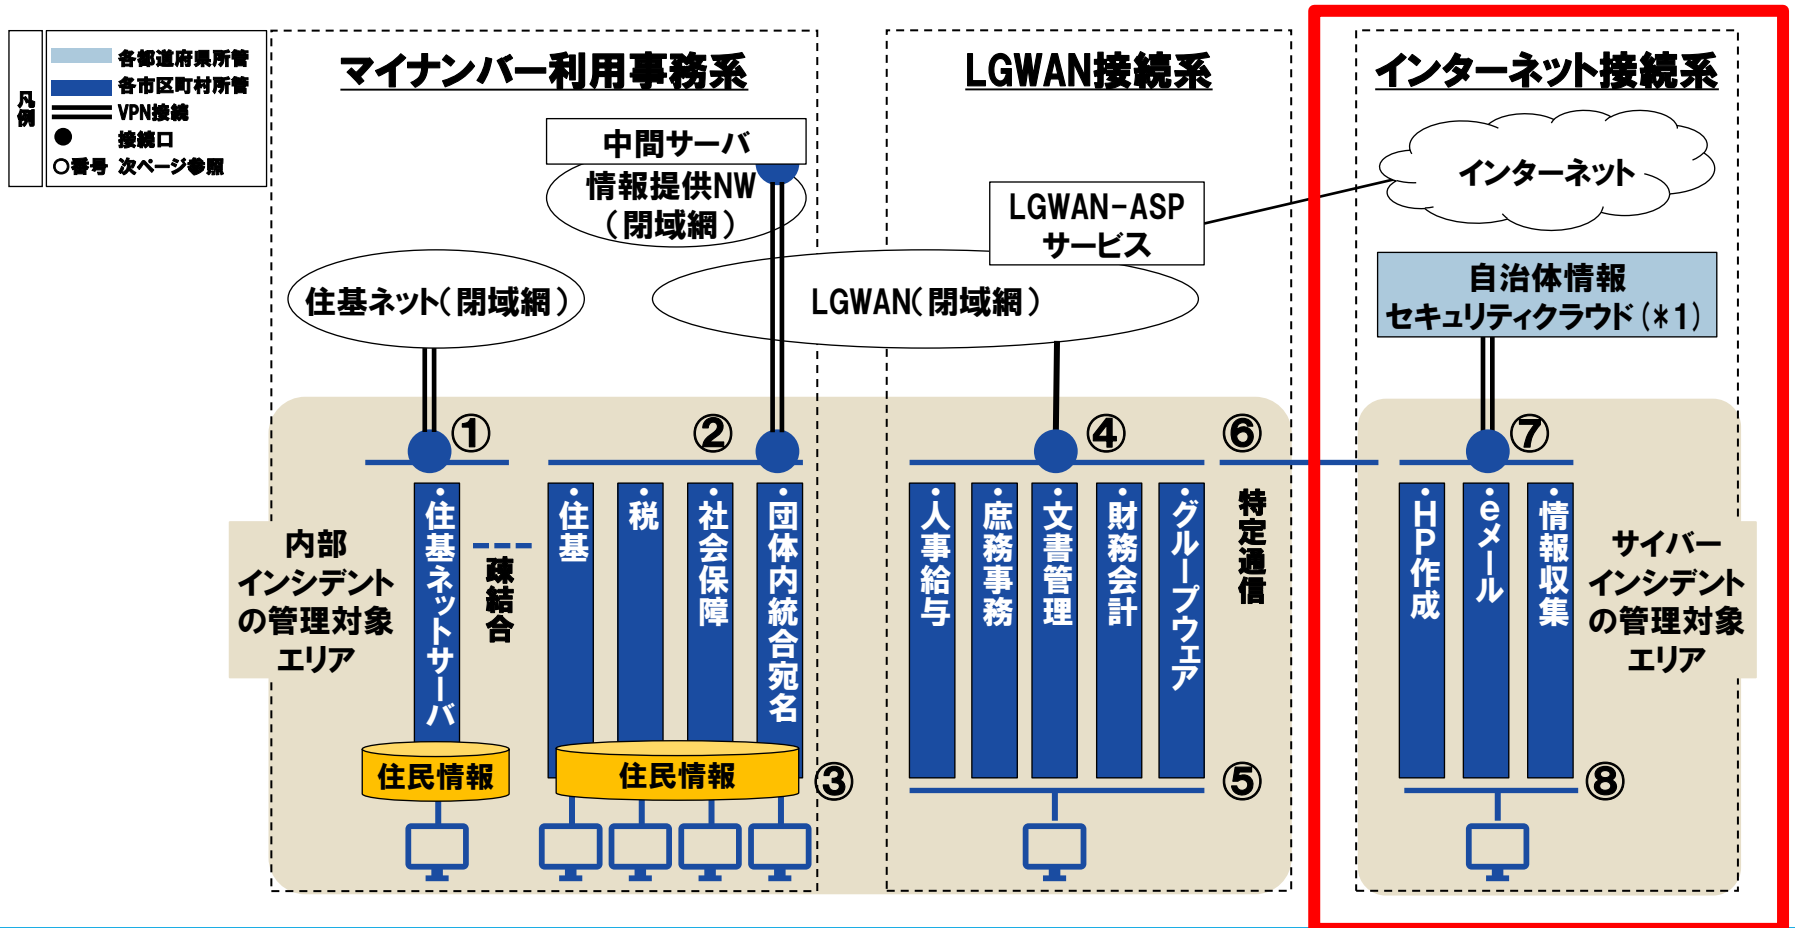 凡例
各都道府県所管
各市区町村所管
VPN接続
接続口
○番号 次ページ参照
マイナンバー利用事務系
LGWAN接続系
インターネット接続系
中間サーバ
情報提供NW
(閉域網)
住基ネット(閉域網)
LGWAN(閉域網)
LGWAN-ASP
サービス
インターネット
自治体情報
セキュリティクラウド(*1)
①
②
④
⑥
⑦
内部
インシデント
の管理対象
エリア
・住基ネットサーバ
疎結合
・住基
・税
・社会保障
・団体内統合宛名
・人事給与
・庶務事務
・文書管理
・財務会計
・グループウェア
特定通信
・HP作成
・eメール
・情報収集
サイバー
インシデント
の管理対象
エリア
住民情報
住民情報
③
⑤
⑧